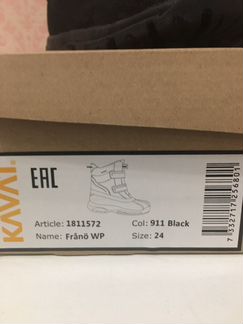 KAVAT
EAC
Article: 1811572
Col: 911 Black
Name: Frånö WP
Size: 24
7 332717 256801